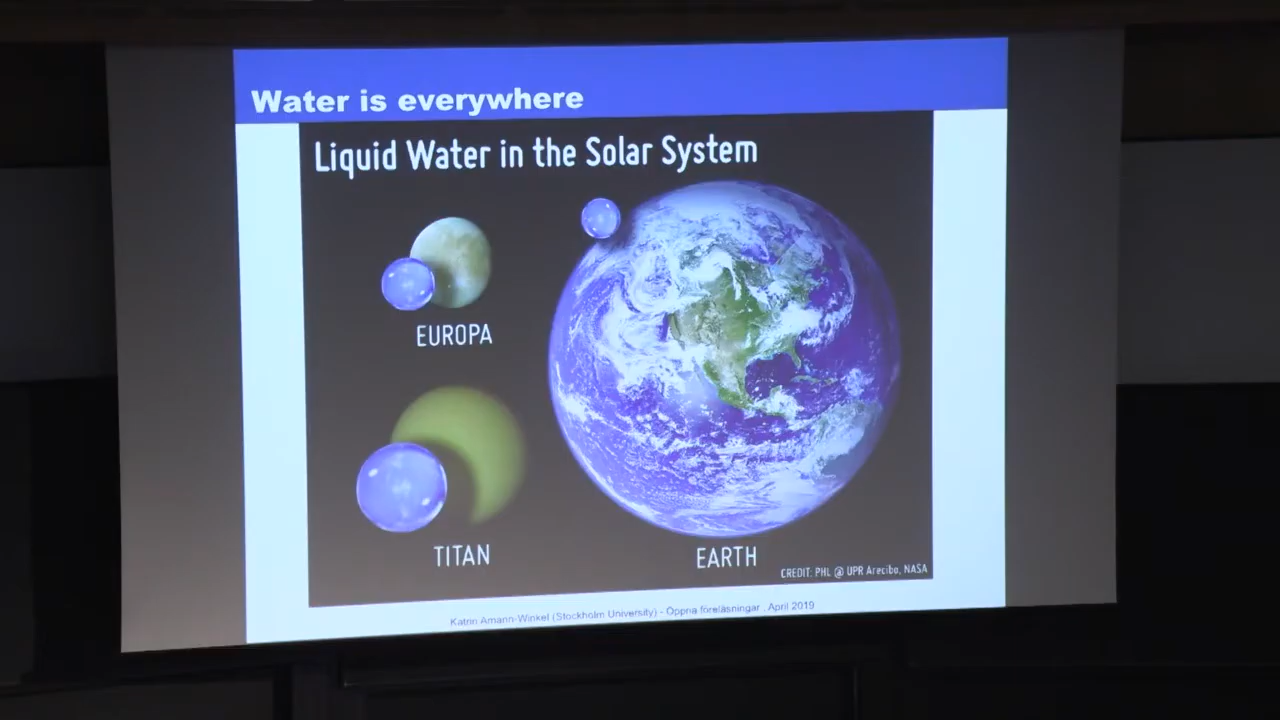 Water is everywhere
Liquid Water in the Solar System
EUROPA
TITAN
EARTH
CREDIT: PHL @ UPR Arecibo, NASA
Katrin Amann-Winkel (Stockholm University) - Öppna föreläsningar , April 2019